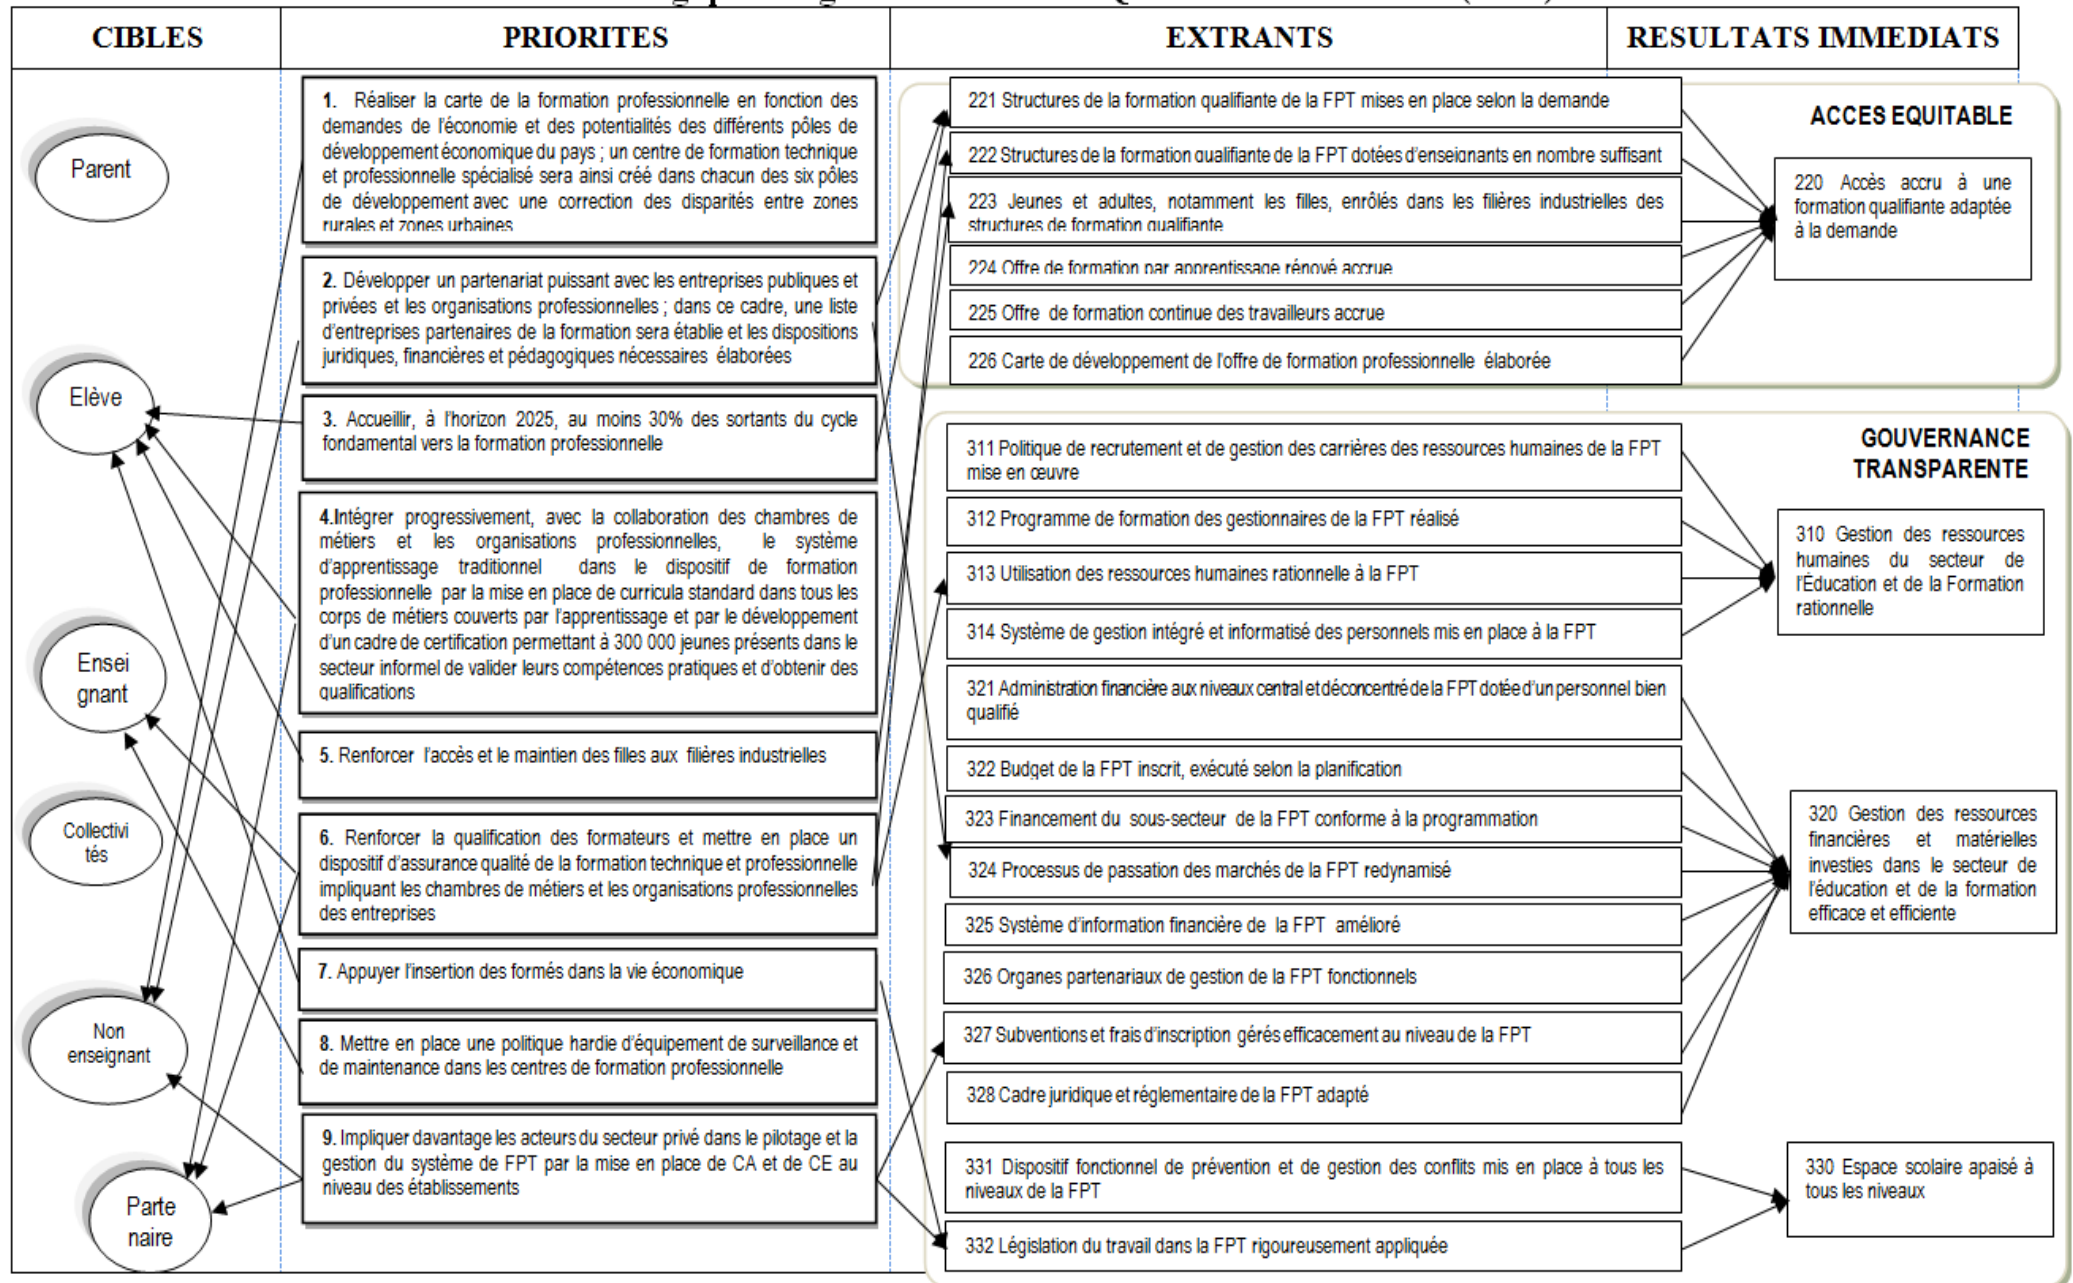 CIBLES
PRIORITES
EXTRANTS
RESULTATS IMMEDIATS
Parent
Elève
Ensei
gnant
Collectivi
tés
Non
enseignant
Parte
naire
1. Réaliser la carte de la formation professionnelle en fonction des
demandes de l'économie et des potentialités des différents pôles de
développement économique du pays ; un centre de formation technique
et professionnelle spécialisé sera ainsi créé dans chacun des six pôles
de développement avec une correction des disparités entre zones
rurales et zones urbaines
2. Développer un partenariat puissant avec les entreprises publiques et
privées et les organisations professionnelles ; dans ce cadre, une liste
d'entreprises partenaires de la formation sera établie et les dispositions
juridiques, financières et pédagogiques nécessaires élaborées
3. Accueillir, à l'horizon 2025, au moins 30% des sortants du cycle
fondamental vers la formation professionnelle
4.Intégrer progressivement, avec la collaboration des chambres de
métiers et les organisations professionnelles, le système
d'apprentissage traditionnel dans le dispositif de formation
professionnelle par la mise en place de curricula standard dans tous les
corps de métiers couverts par l'apprentissage et par le développement
d'un cadre de certification permettant à 300 000 jeunes présents dans le
secteur informel de valider leurs compétences pratiques et d'obtenir des
qualifications
5. Renforcer l'accès et le maintien des filles aux filières industrielles
6. Renforcer la qualification des formateurs et mettre en place un
dispositif d'assurance qualité de la formation technique et professionnelle
impliquant les chambres de métiers et les organisations professionnelles
des entreprises
7. Appuyer l'insertion des formés dans la vie économique
8. Mettre en place une politique hardie d'équipement de surveillance et
de maintenance dans les centres de formation professionnelle
9. Impliquer davantage les acteurs du secteur privé dans le pilotage et la
gestion du système de FPT par la mise en place de CA et de CE au
niveau des établissements
221 Structures de la formation qualifiante de la FPT mises en place selon la demande
222 Structures de la formation qualifiante de la FPT dotées d'enseignants en nombre suffisant
223 Jeunes et adultes, notamment les filles, enrôlés dans les filières industrielles des
structures de formation qualifiante
224 Offre de formation par apprentissage rénové accrue
225 Offre de formation continue des travailleurs accrue
226 Carte de développement de l'offre de formation professionnelle élaborée
311 Politique de recrutement et de gestion des carrières des ressources humaines de la FPT
mise en œuvre
312 Programme de formation des gestionnaires de la FPT réalisé
313 Utilisation des ressources humaines rationnelle à la FPT
314 Système de gestion intégré et informatisé des personnels mis en place à la FPT
321 Administration financière aux niveaux central et déconcentré de la FPT dotée d'un personnel bien
qualifié
322 Budget de la FPT inscrit, exécuté selon la planification
323 Financement du sous-secteur de la FPT conforme à la programmation
324 Processus de passation des marchés de la FPT redynamisé
325 Système d'information financière de la FPT amélioré
326 Organes partenariaux de gestion de la FPT fonctionnels
327 Subventions et frais d'inscription gérés efficacement au niveau de la FPT
328 Cadre juridique et réglementaire de la FPT adapté
331 Dispositif fonctionnel de prévention et de gestion des conflits mis en place à tous les
niveaux de la FPT
332 Législation du travail dans la FPT rigoureusement appliquée
ACCES EQUITABLE
220 Accès accru à une
formation qualifiante adaptée
à la demande
GOUVERNANCE
TRANSPARENTE
310 Gestion des ressources
humaines du secteur de
l'Éducation et de la Formation
rationnelle
320 Gestion des ressources
financières et matérielles
investies dans le secteur de
l'éducation et de la formation
efficace et efficiente
330 Espace scolaire apaisé à
tous les niveaux